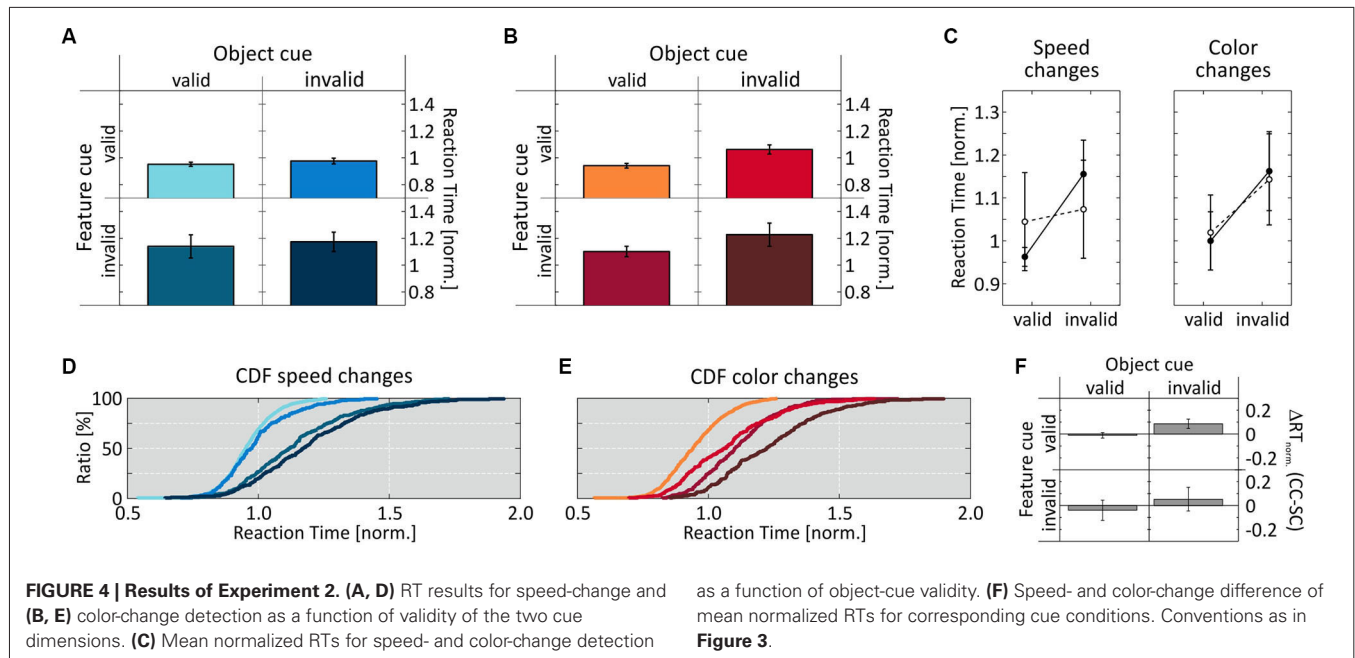 A
Object cue
valid
invalid
Feature cue
valid
invalid
1.4
1.2
1
0.8
1.4
1.2
1
0.8
Reaction Time [norm.]
B
Object cue
valid
invalid
Feature cue
valid
invalid
1.4
1.2
1
0.8
1.4
1.2
1
0.8
Reaction Time [norm.]
C
Speed
changes
Color
changes
Reaction Time [norm.]
1.3
1.2
1.1
1
0.9
valid
invalid
valid
invalid
D
CDF speed changes
Ratio [%]
100
50
0
0.5
1.0
1.5
2.0
Reaction Time [norm.]
E
CDF color changes
0.5
1.0
1.5
2.0
Reaction Time [norm.]
F
Object cue
valid
invalid
Feature cue
valid
invalid
0.2
0
-0.2
0.2
0
-0.2
ΔRTnorm. (CC-SC)
FIGURE 4 | Results of Experiment 2. (A, D) RT results for speed-change and
(B, E) color-change detection as a function of validity of the two cue
dimensions. (C) Mean normalized RTs for speed- and color-change detection
as a function of object-cue validity. (F) Speed- and color-change difference of
mean normalized RTs for corresponding cue conditions. Conventions as in
Figure 3.